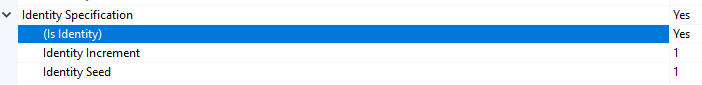 Identity Specification Yes
(Is Identity) Yes
Identity Increment 1
Identity Seed 1